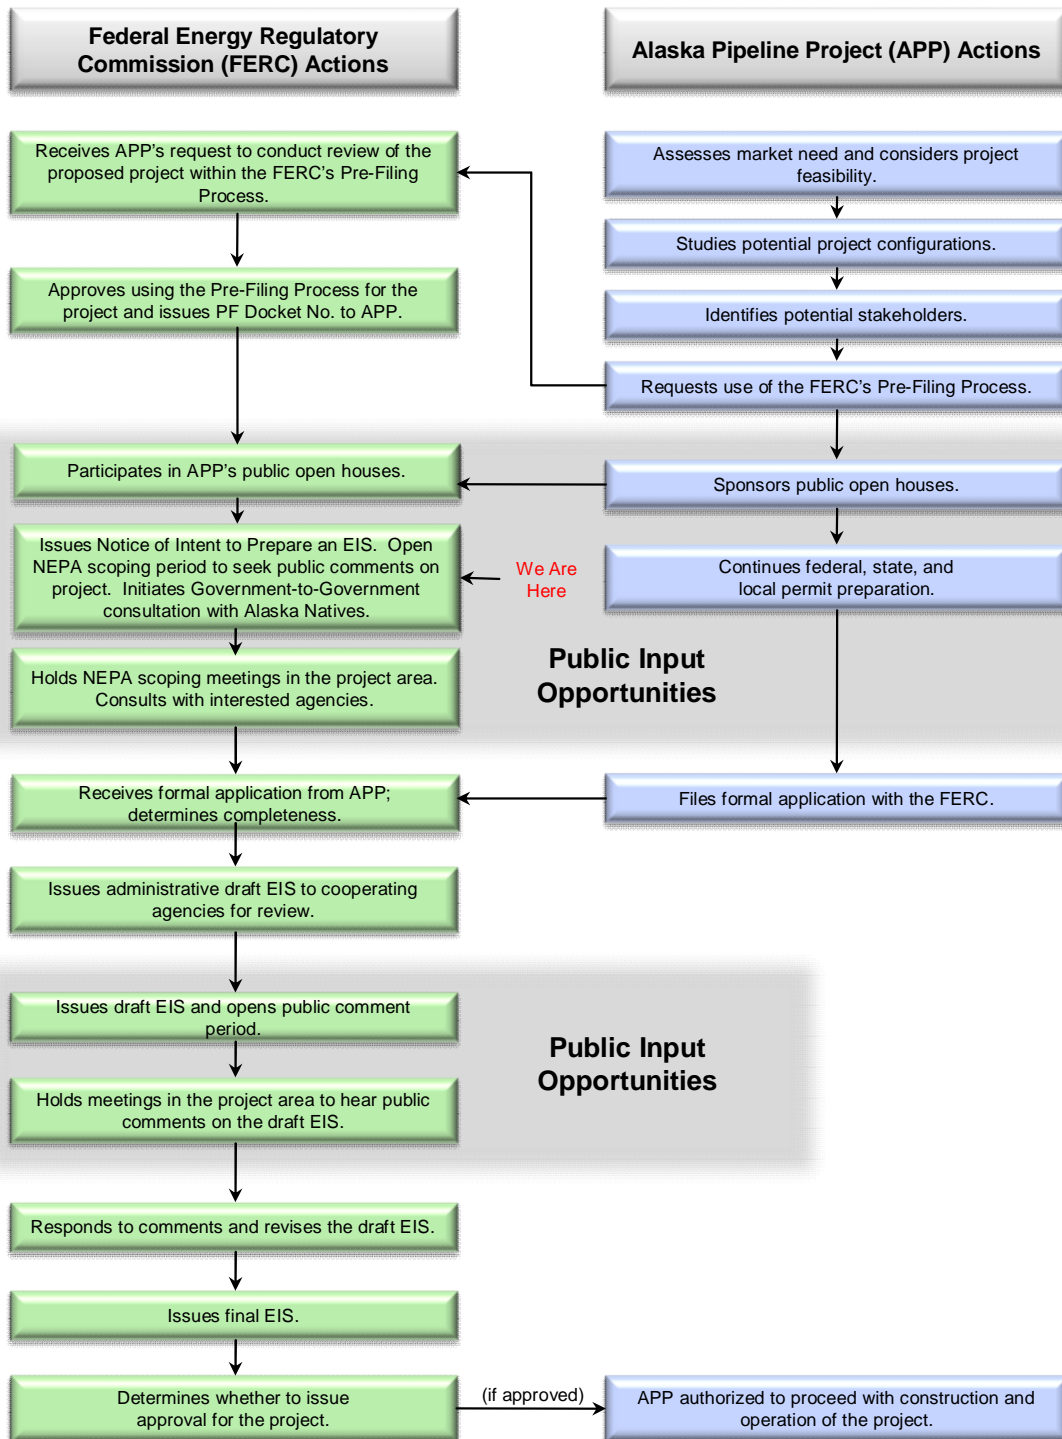 Federal Energy Regulatory
Commission (FERC) Actions
Alaska Pipeline Project (APP) Actions
Receives APP's request to conduct review of the
proposed project within the FERC's Pre-Filing
Process.
Assesses market need and considers project
feasibility.
Studies potential project configurations.
Approves using the Pre-Filing Process for the
project and issues PF Docket No. to APP.
Identifies potential stakeholders.
Requests use of the FERC's Pre-Filing Process.
Participates in APP's public open houses.
Sponsors public open houses.
Issues Notice of Intent to Prepare an EIS.  Open
NEPA scoping period to seek public comments on
project.  Initiates Government-to-Government
consultation with Alaska Natives.
We Are
Here
Continues federal, state, and
local permit preparation.
Holds NEPA scoping meetings in the project area.
Consults with interested agencies.
Public Input
Opportunities
Receives formal application from APP;
determines completeness.
Files formal application with the FERC.
Issues administrative draft EIS to cooperating
agencies for review.
Issues draft EIS and opens public comment
period.
Public Input
Opportunities
Holds meetings in the project area to hear public
comments on the draft EIS.
Responds to comments and revises the draft EIS.
Issues final EIS.
Determines whether to issue
approval for the project.
(if approved)
APP authorized to proceed with construction and
operation of the project.